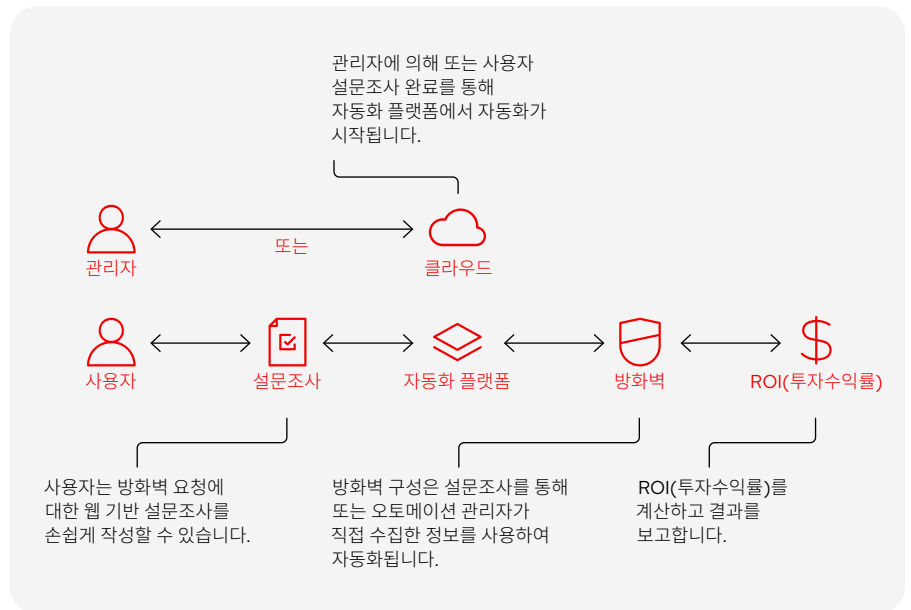 관리자에 의해 또는 사용자
설문조사 완료를 통해
자동화 플랫폼에서 자동화가
시작됩니다.
또는
관리자
클라우드
사용자
설문조사
자동화 플랫폼
방화벽
ROI(투자수익률)
사용자는 방화벽 요청에
대한 웹 기반 설문조사를
손쉽게 작성할 수 있습니다.
방화벽 구성은 설문조사를 통해
또는 오토메이션 관리자가
직접 수집한 정보를 사용하여
자동화됩니다.
ROI(투자수익률)를
계산하고 결과를
보고합니다.